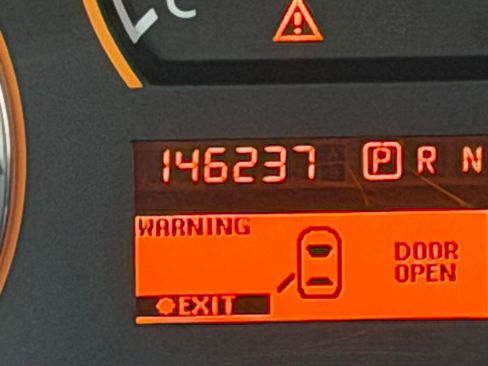 C
146237 P R N
WARNING
DOOR
OPEN
EXIT